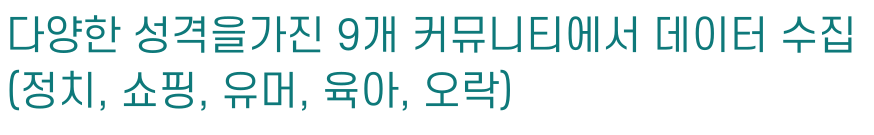 다양한 성격을가진 9개 커뮤니티에서 데이터 수집
(정치, 쇼핑, 유머, 육아, 오락)